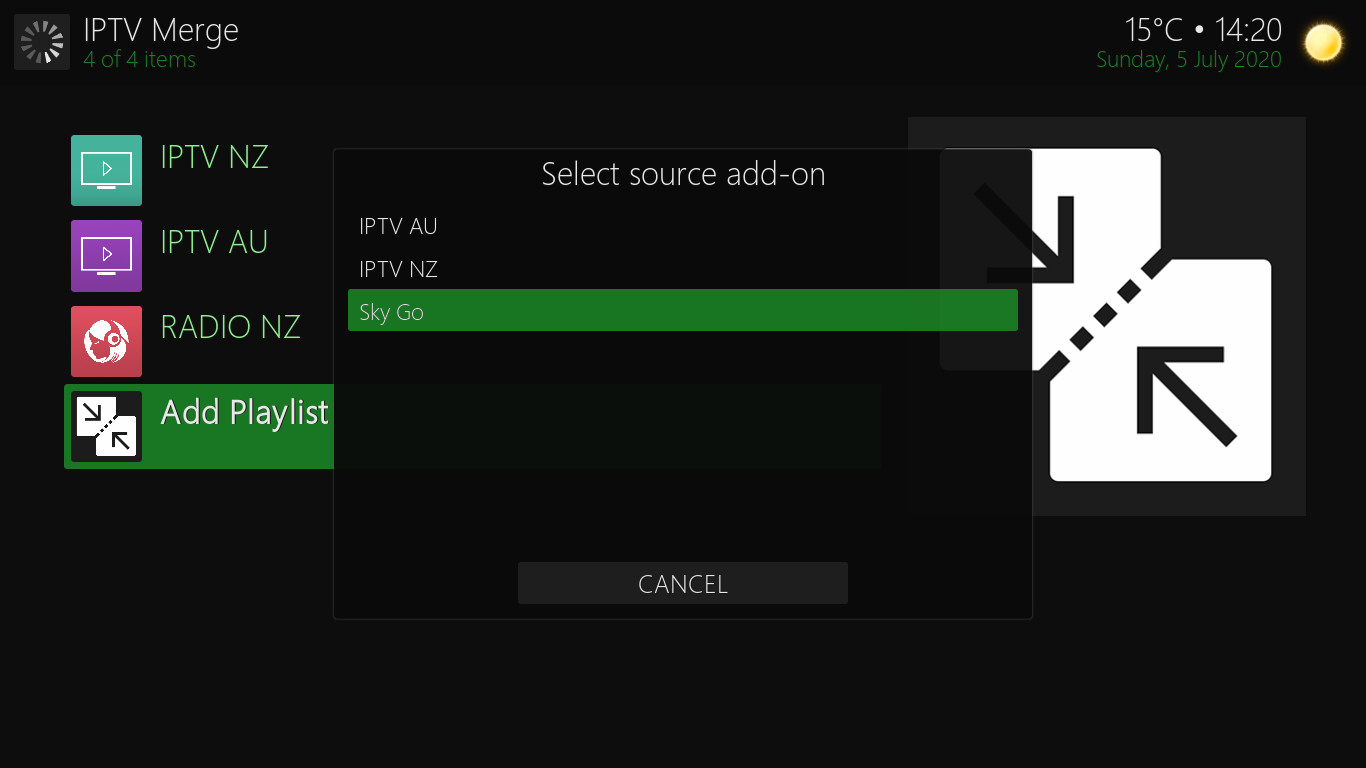 IPTV Merge
4 of 4 items
15°C • 14:20
Sunday, 5 July 2020
IPTV NZ
IPTV AU
RADIO NZ
Add Playlist
Select source add-on
IPTV AU
IPTV NZ
Sky Go
CANCEL